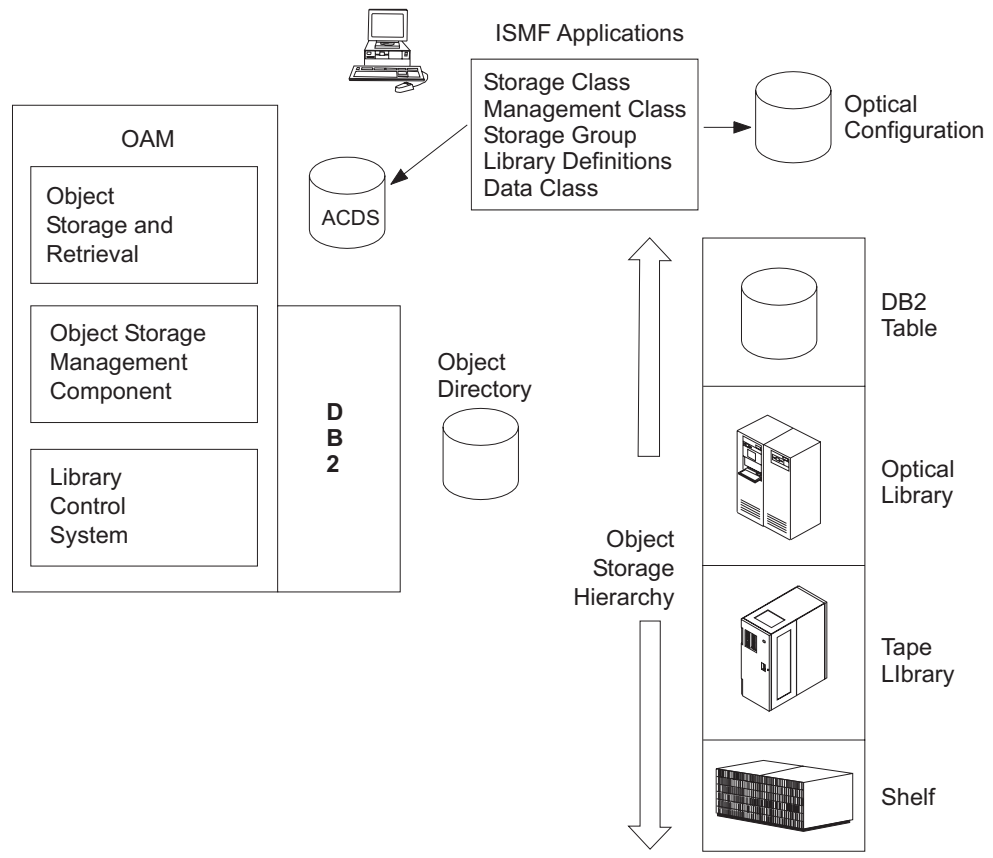 ISMF Applications
Storage Class
Management Class
Storage Group
Library Definitions
Data Class
Optical
Configuration
OAM
Object
Storage and
Retrieval
ACDS
Object Storage
Management
Component
Library
Control
System
D
B
2
Object
Directory
Object
Storage
Hierarchy
DB2
Table
Optical
Library
Tape
LIbrary
Shelf